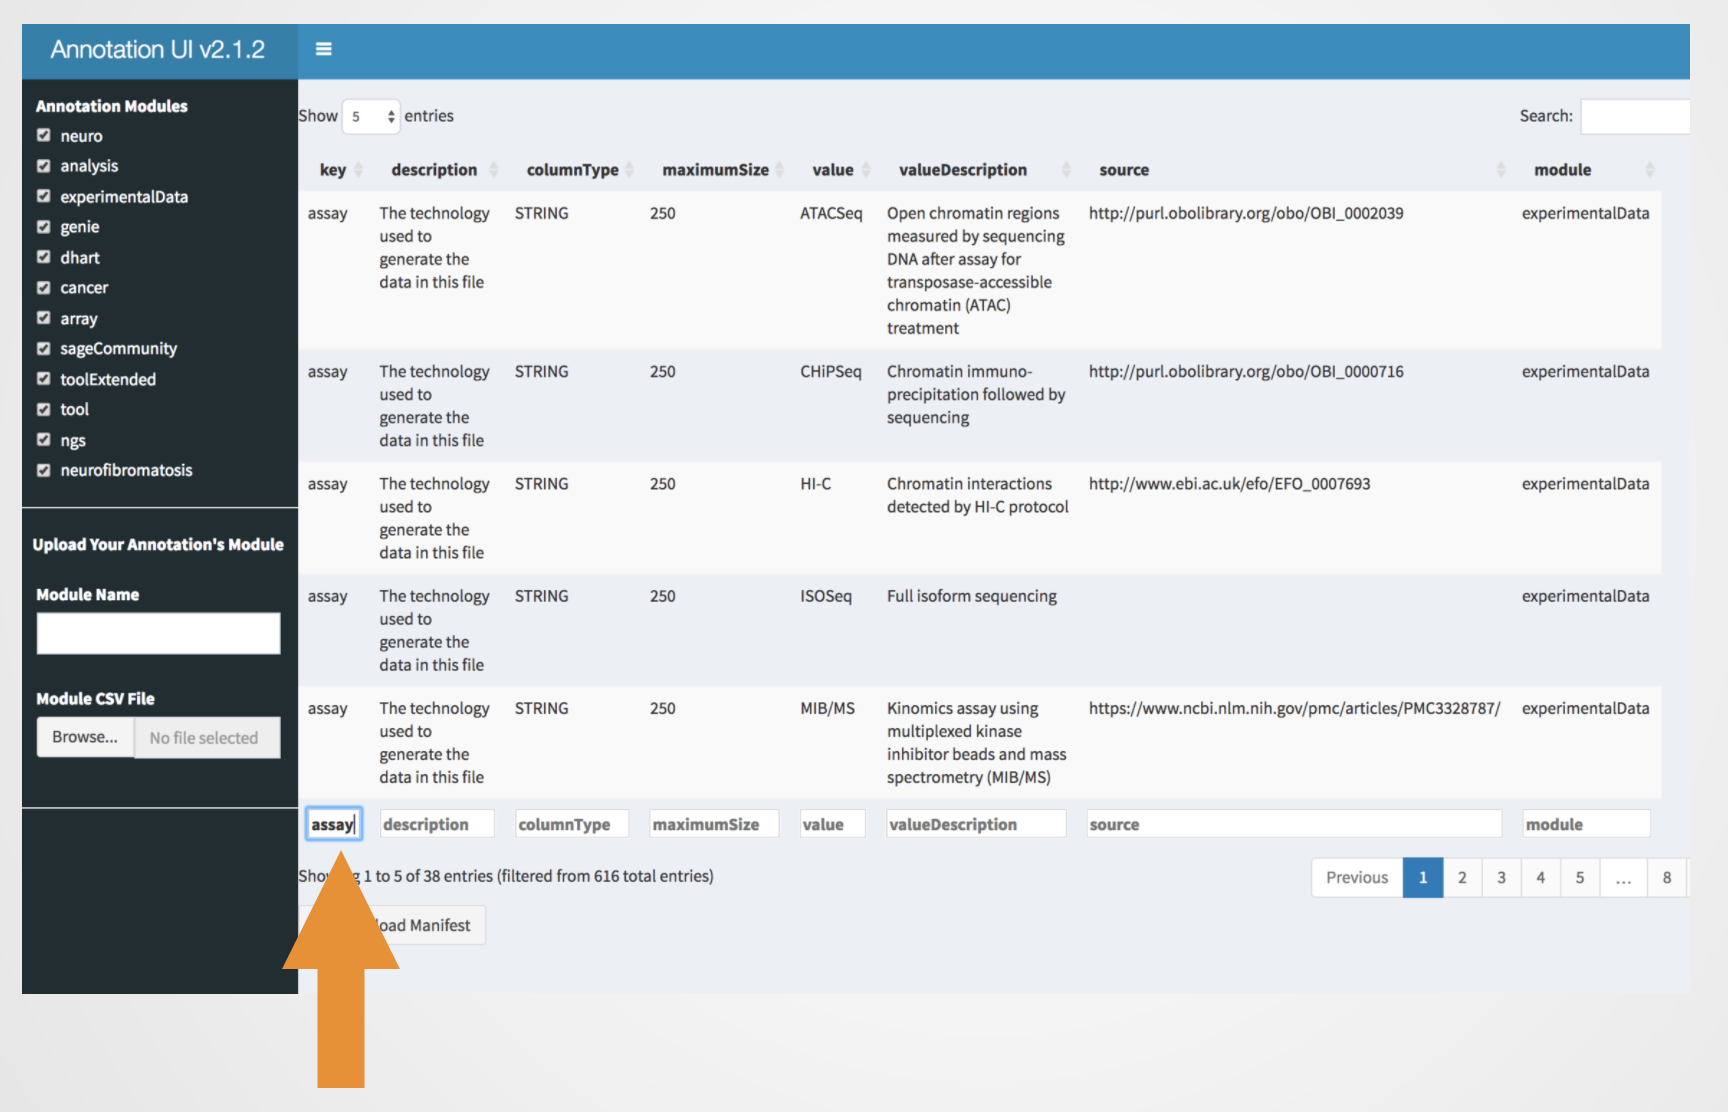 Annotation UI v2.1.2
Annotation Modules
neuro
analysis
experimentalData
genie
dhart
cancer
array
sageCommunity
toolExtended
tool
ngs
neurofibromatosis
Upload Your Annotation's Module
Module Name
Module CSV File
Browse... No file selected
Show 5 entries
Search:
key description columnType maximumSize value valueDescription source module
assay The technology STRING 250 ATACSeq Open chromatin regions http://purl.obolibrary.org/obo/OBI_0002039 experimentalData
used to measured by sequencing
generate the DNA after assay for
data in this file transposase-accessible
chromatin (ATAC)
treatment
assay The technology STRING 250 CHiPSeq Chromatin immuno- http://purl.obolibrary.org/obo/OBI_0000716 experimentalData
used to precipitation followed by
generate the sequencing
data in this file
assay The technology STRING 250 HI-C Chromatin interactions http://www.ebi.ac.uk/efo/EFO_0007693 experimentalData
used to detected by HI-C protocol
generate the
data in this file
assay The technology STRING 250 ISOSeq Full isoform sequencing experimentalData
used to
generate the
data in this file
assay The technology STRING 250 MIB/MS Kinomics assay using https://www.ncbi.nlm.nih.gov/pmc/articles/PMC3328787/ experimentalData
used to multiplexed kinase
generate the inhibitor beads and mass
data in this file spectrometry (MIB/MS)
assay description columnType maximumSize value valueDescription source module
1 to 5 of 38 entries (filtered from 616 total entries)
Previous 1 2 3 4 5 ... 8
Manifest